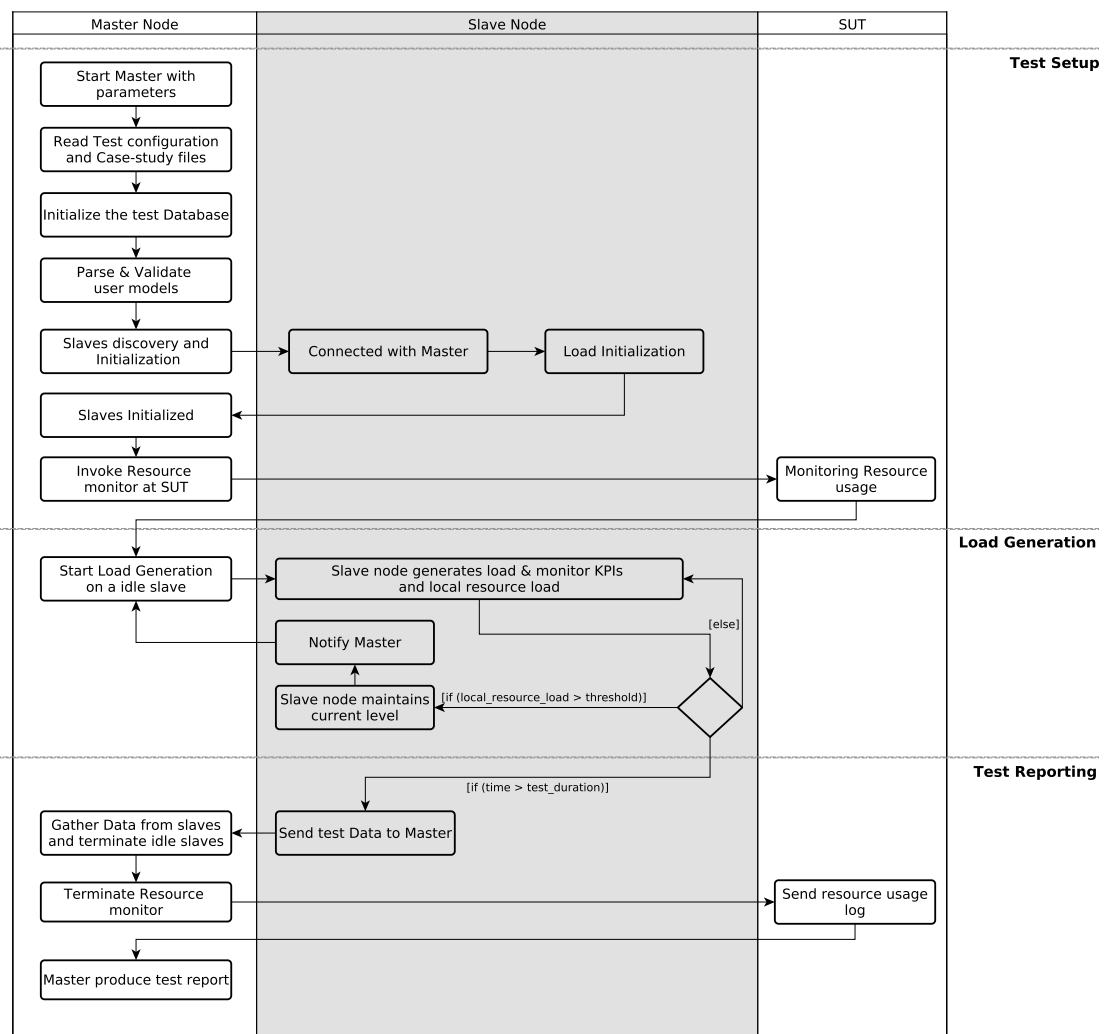 Master Node
Slave Node
SUT
Test Setup
Start Master with
parameters
Read Test configuration
and Case-study files
Initialize the test Database
Parse & Validate
user models
Slaves discovery and
Initialization
Connected with Master
Load Initialization
Slaves Initialized
Invoke Resource
monitor at SUT
Monitoring Resource
usage
Load Generation
Start Load Generation
on a idle slave
Slave node generates load & monitor KPIs
and local resource load
[else]
Notify Master
Slave node maintains
current level
[if (local_resource_load > threshold)]
Test Reporting
[if (time > test_duration)]
Gather Data from slaves
and terminate idle slaves
Send test Data to Master
Terminate Resource
monitor
Send resource usage
log
Master produce test report